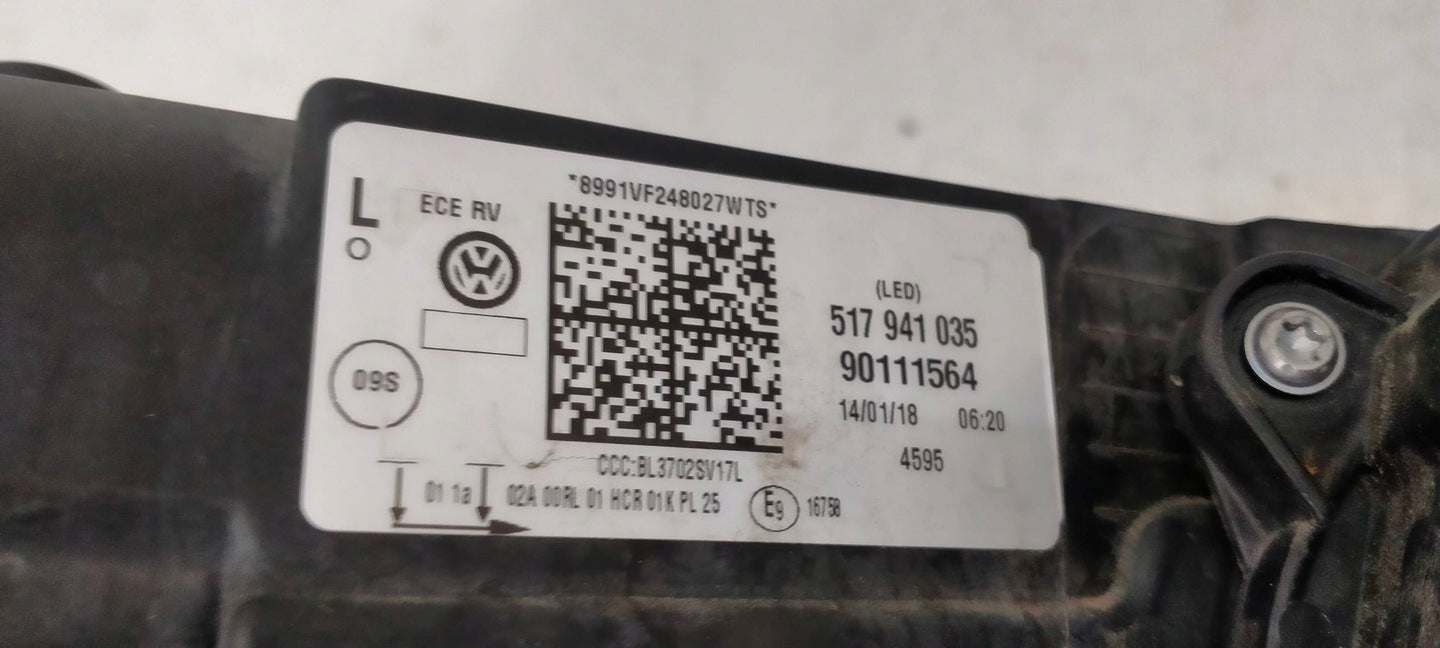 *8991VF248027WTS*
L
O
ECE RV
(LED)
517 941 035
90111564
09S
14/01/18 06:20
4595
CCC:BL3702SV17L
01 1a 02A 00RL 01 HCR 01K PL 25 E9 16758